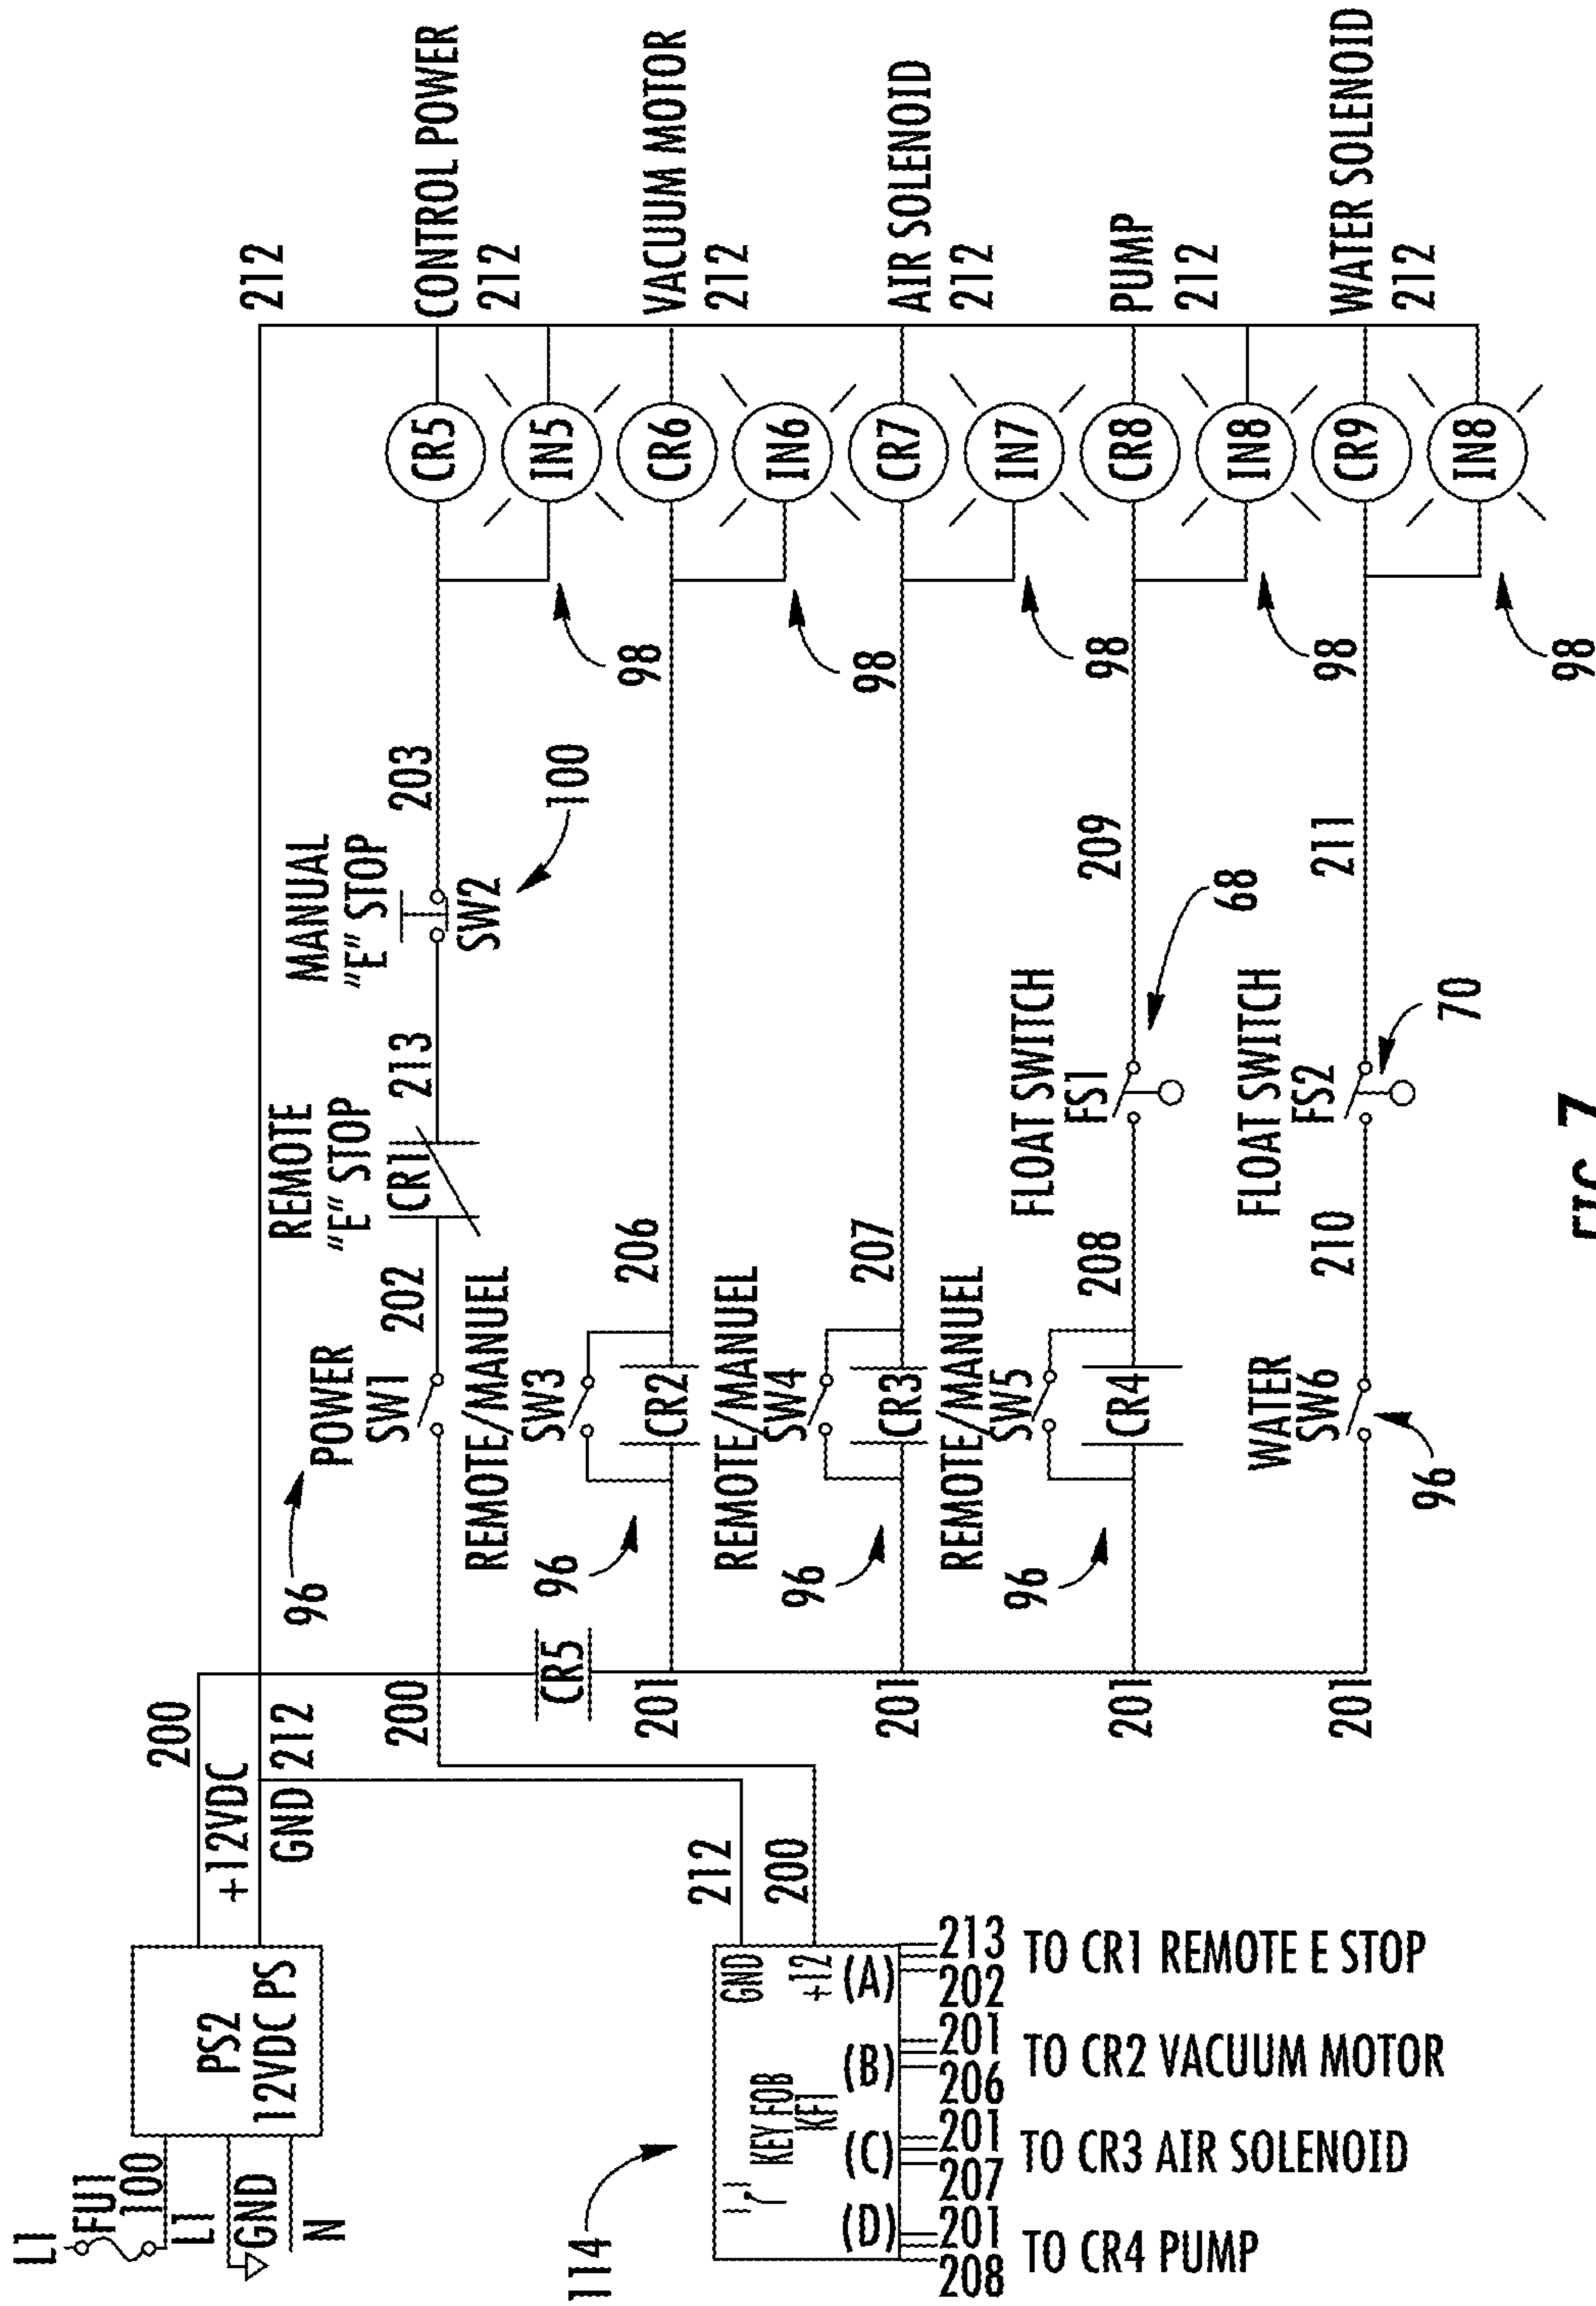 L1
FU1
100
L1
GND
N
PS2
12VDC PS
200
+12VDC
GND 212
212
96
POWER
SW1
202
REMOTE
"E" STOP
CR1
213
MANUAL
"E" STOP
SW2
100
203
200
CR5
CONTROL POWER
212
IN5
98
CR5
REMOTE/MANUEL
SW3
96
CR2
201
206
CR6
VACUUM MOTOR
212
IN6
98
REMOTE/MANUEL
SW4
96
CR3
201
207
CR7
AIR SOLENOID
212
IN7
98
REMOTE/MANUEL
SW5
96
CR4
201
208
FLOAT SWITCH
FS1
68
209
CR8
PUMP
212
IN8
98
WATER
SW6
96
201
210
FLOAT SWITCH
FS2
70
211
CR9
WATER SOLENOID
212
IN8
98
114
212
200
GND
+12
KEY FOB
KF1
(A)
(B)
(C)
(D)
213
202
TO CR1 REMOTE E STOP
201
206
TO CR2 VACUUM MOTOR
201
207
TO CR3 AIR SOLENOID
201
208
TO CR4 PUMP
FIG. 7